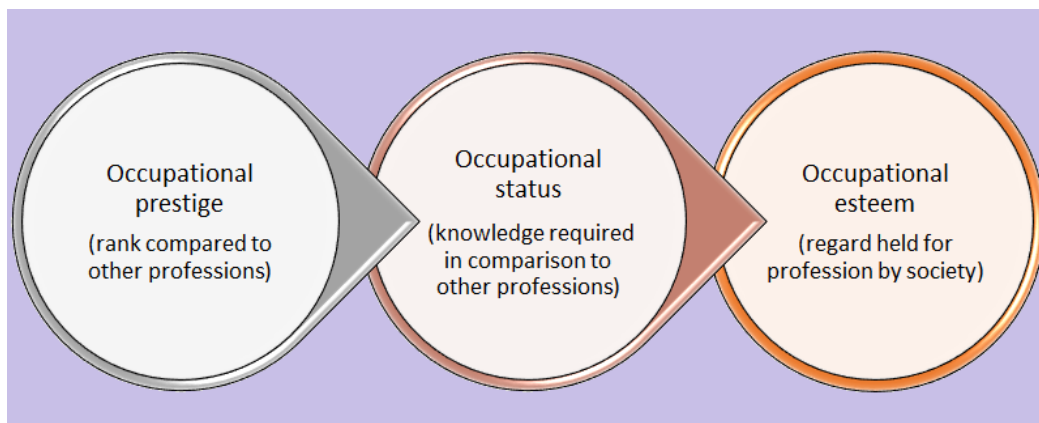 Occupational
prestige
(rank compared to
other professions)
Occupational
status
(knowledge required
in comparison to
other professions)
Occupational
esteem
(regard held for
profession by society)